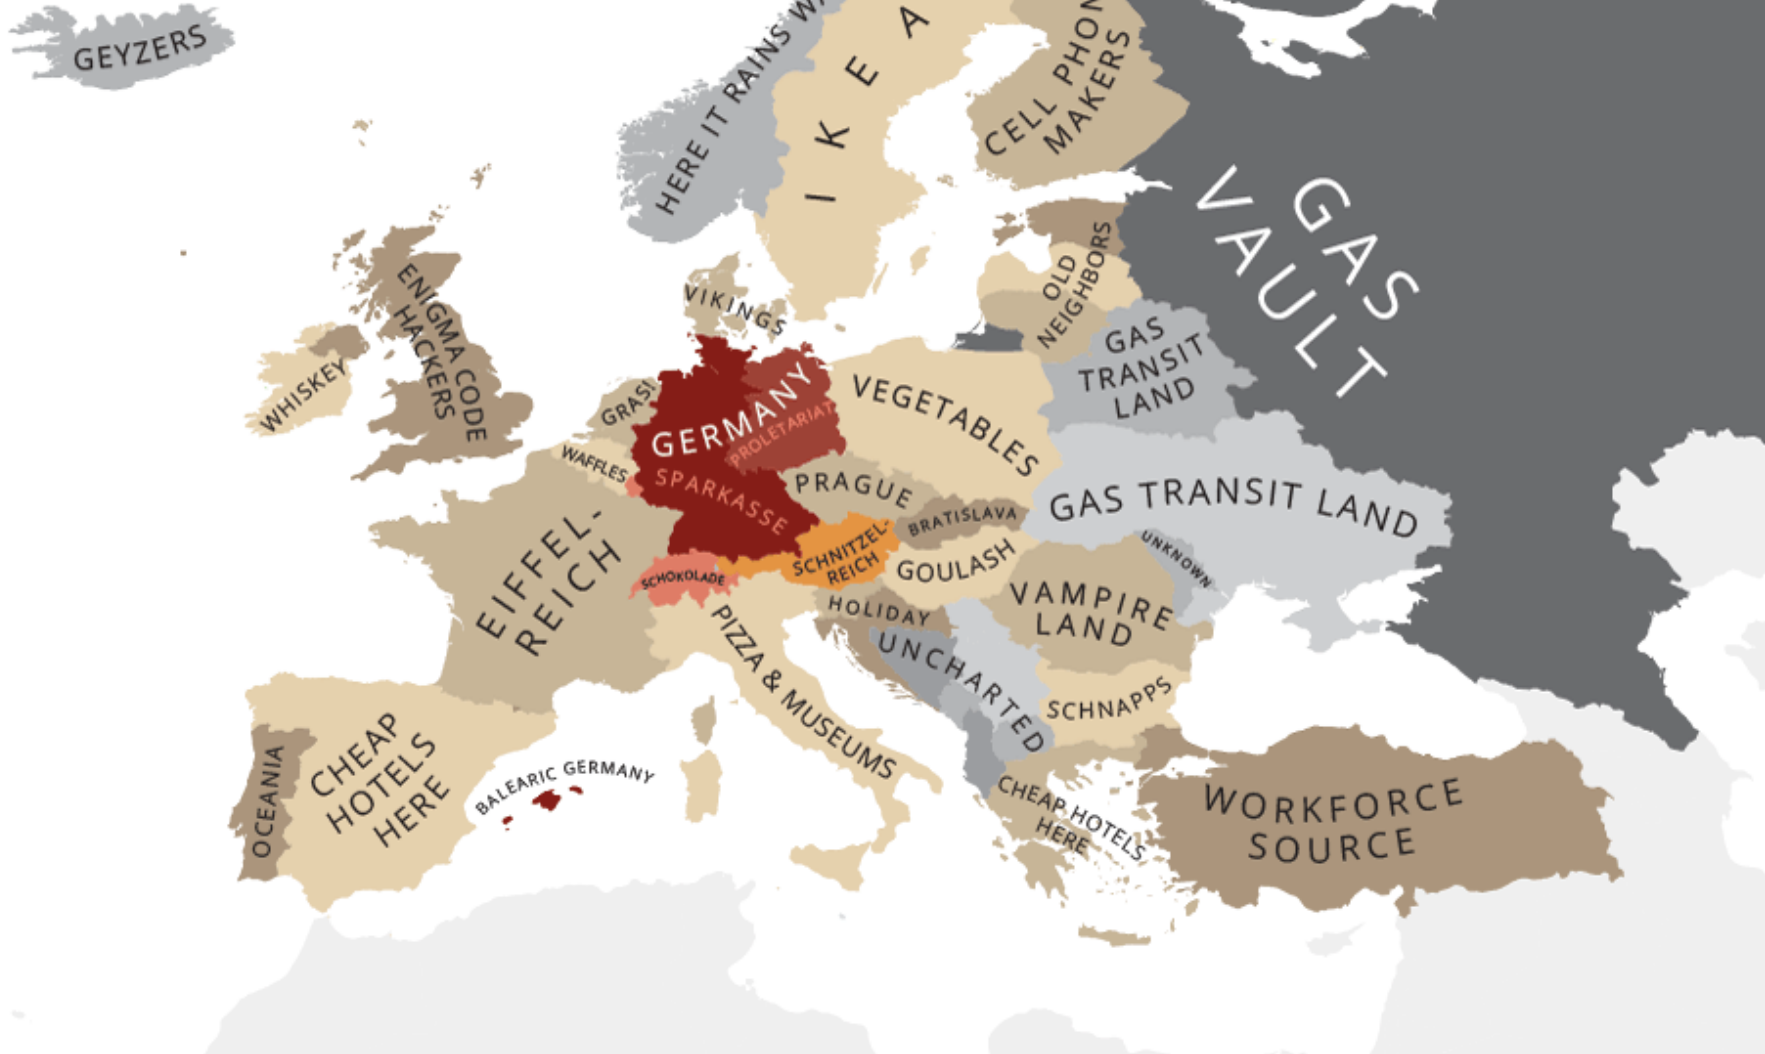 GEYZERS
HERE IT RAINS
IKEA
CELL PHON
MAKERS
GAS
VAULT
ENIGMA CODE
HACKERS
WHISKEY
VIKINGS
OLD
NEIGHBORS
GAS
TRANSIT
LAND
GRAS!
GERMANY
PROLETARIAT
SPARKASSE
VEGETABLES
WAFFLES
PRAGUE
BRATISLAVA
GAS TRANSIT LAND
UNKNOWN
EIFFEL-
REICH
SCHOKOLADE
SCHNITZEL-
REICH
GOULASH
VAMPIRE
LAND
HOLIDAY
UNCHARTED
PIZZA & MUSEUMS
SCHNAPPS
OCEANIA
CHEAP
HOTELS
HERE
BALEARIC GERMANY
CHEAP HOTELS
HERE
WORKFORCE
SOURCE